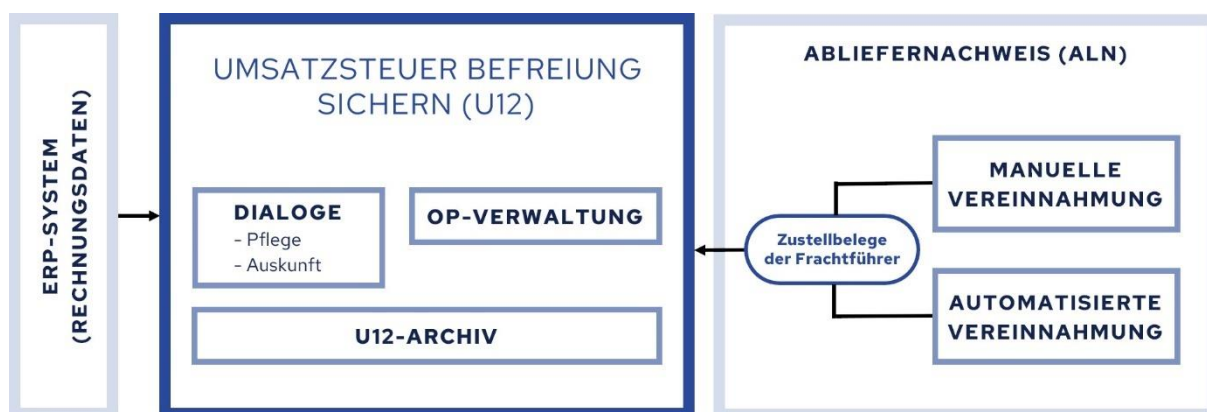 ERP-SYSTEM
(RECHNUNGSDATEN)
UMSATZSTEUER BEFREIUNG
SICHERN (U12)
DIALOGE
- Pflege
- Auskunft
OP-VERWALTUNG
U12-ARCHIV
ABLIEFERNACHWEIS (ALN)
MANUELLE
VEREINNAHMUNG
Zustellbelege
der Frachtführer
AUTOMATISIERTE
VEREINNAHMUNG